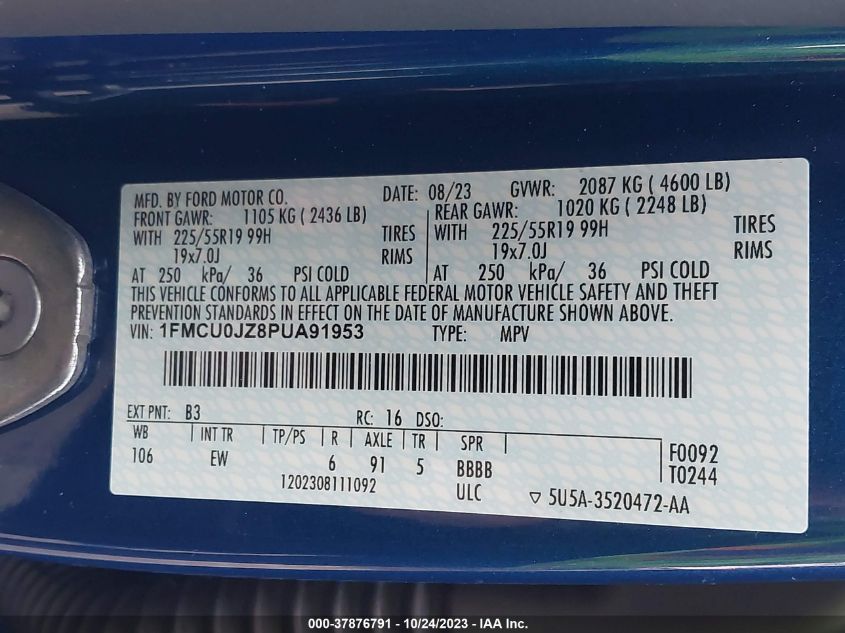 MFD. BY FORD MOTOR CO. DATE: 08/23 GVWR: 2087 KG ( 4600 LB)
FRONT GAWR: 1105 KG ( 2436 LB) REAR GAWR: 1020 KG ( 2248 LB)
WITH 225/55R19 99H TIRES WITH 225/55R19 99H TIRES
19x7.0J RIMS 19x7.0J RIMS
AT 250 kPa/ 36 PSI COLD AT 250 kPa/ 36 PSI COLD
THIS VEHICLE CONFORMS TO ALL APPLICABLE FEDERAL MOTOR VEHICLE SAFETY AND THEFT
PREVENTION STANDARDS IN EFFECT ON THE DATE OF MANUFACTURE SHOWN ABOVE.
VIN: 1FMCU0JZ8PUA91953 TYPE: MPV
EXT PNT: B3 RC: 16 DSO:
WB INT TR TP/PS R AXLE TR SPR
106 EW 6 91 5 BBBB F0092
T0244
1202308111092 ULC ▽ 5U5A-3520472-AA
000-37876791 - 10/24/2023 - IAA Inc.